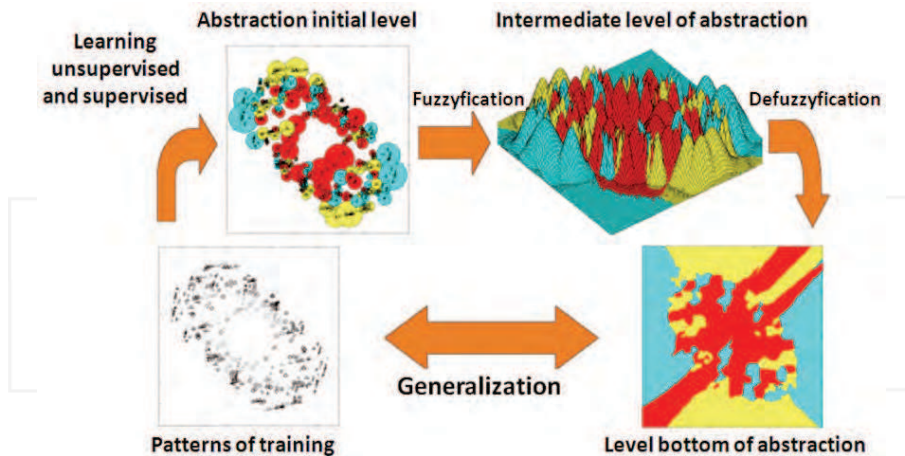 Abstraction initial level
Intermediate level of abstraction
Learning
unsupervised
and supervised
Fuzzyfication
Defuzzyfication
Generalization
Patterns of training
Level bottom of abstraction